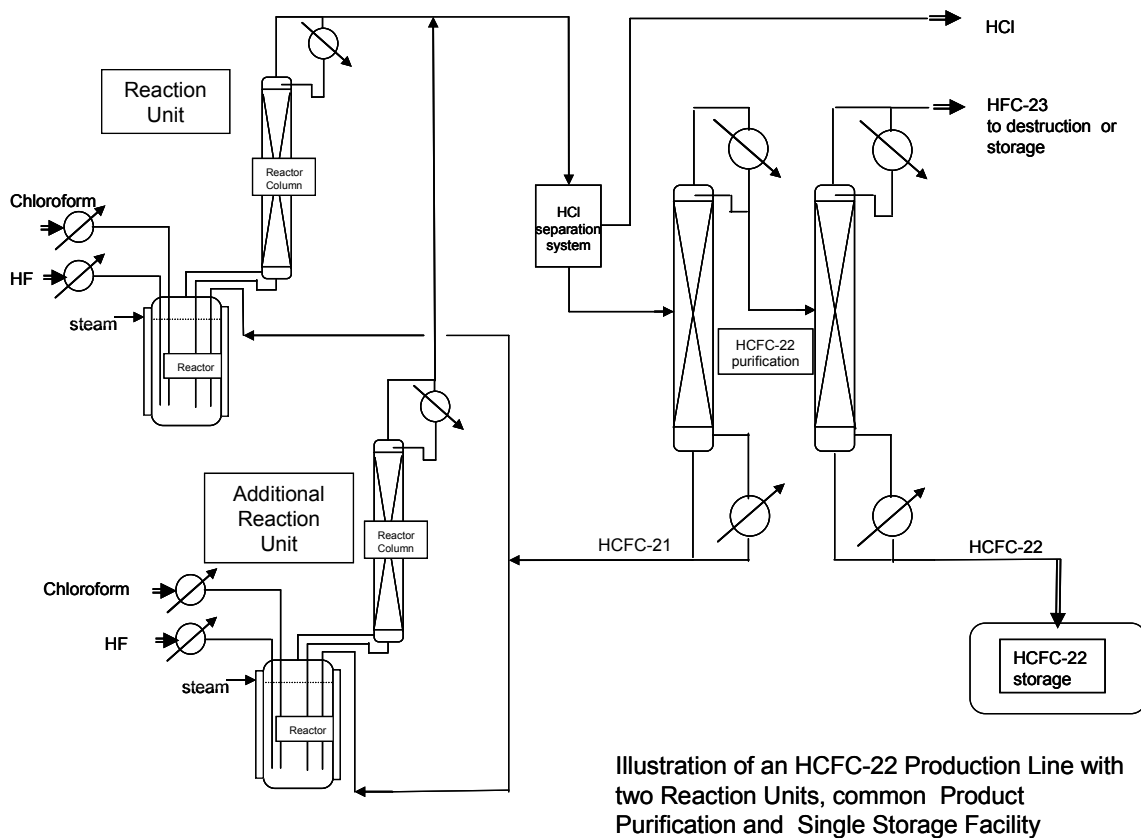 HCl
Reaction
Unit
HFC-23
to destruction or
storage
Reactor
Column
Chloroform
HF
steam
Reactor
HCl
separation
system
HCFC-22
purification
Additional
Reaction
Unit
Reactor
Column
HCFC-21
HCFC-22
Chloroform
HF
steam
Reactor
HCFC-22
storage
Illustration of an HCFC-22 Production Line with
two Reaction Units, common Product
Purification and Single Storage Facility